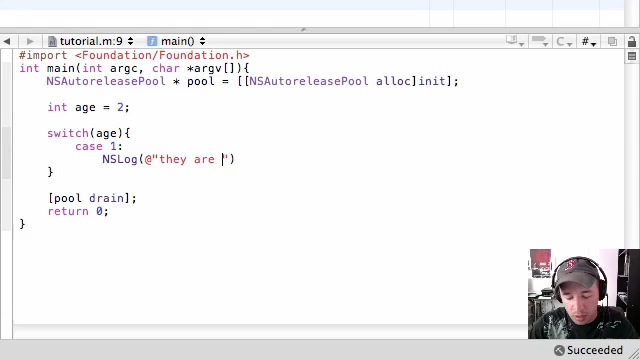 tutorial.m:9 main() C # 
#import <Foundation/Foundation.h>
int main(int argc, char *argv[]){
NSAutoreleasePool * pool = [[NSAutoreleasePool alloc]init];
int age = 2;
switch(age){
case 1:
NSLog(@"they are ")
}
[pool drain];
return 0;
}
Succeeded